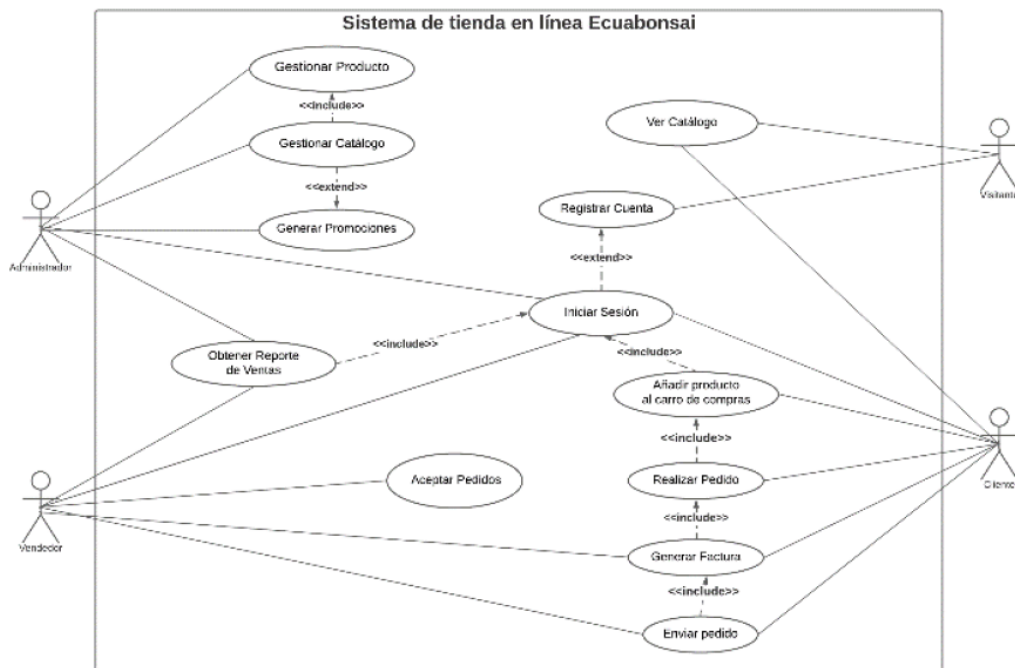 Sistema de tienda en línea Ecuabonsai
Gestionar Producto
<<include>>
Ver Catálogo
Gestionar Catálogo
<<extend>>
Visitante
Registrar Cuenta
Generar Promociones
Administrador
<<extend>>
Iniciar Sesión
<<include>>
<<include>>
Obtener Reporte
de Ventas
Añadir producto
al carro de compras
<<include>>
Aceptar Pedidos
Realizar Pedido
Cliente
<<include>>
Vendedor
Generar Factura
<<include>>
Enviar pedido